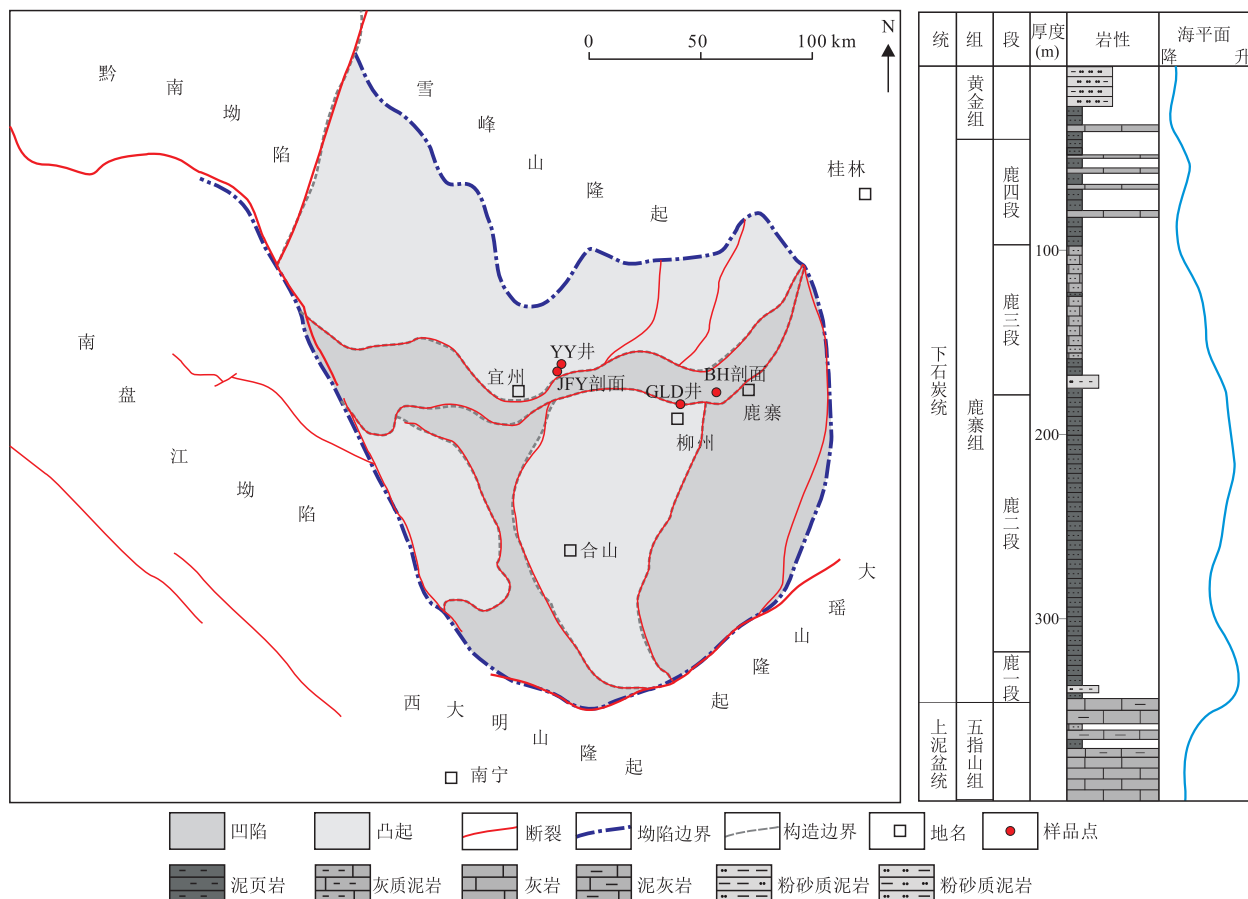 黔南坳陷
雪峰山隆起
0 50 100 km
N
桂林
南盘江坳陷
YY井
宜州
JFY剖面
BH剖面
GLD井
鹿寨
柳州
合山
大瑶山隆起
西大明山隆起
南宁
统 组 段 厚度(m) 岩性 海平面
降 升
下石炭统
上泥盆统
黄金组
鹿寨组
五指山组
鹿四段
鹿三段
鹿二段
鹿一段
100
200
300
凹陷 凸起 断裂 坳陷边界 构造边界 地名 样品点
泥页岩 灰质泥岩 灰岩 泥灰岩 粉砂质泥岩 粉砂质泥岩